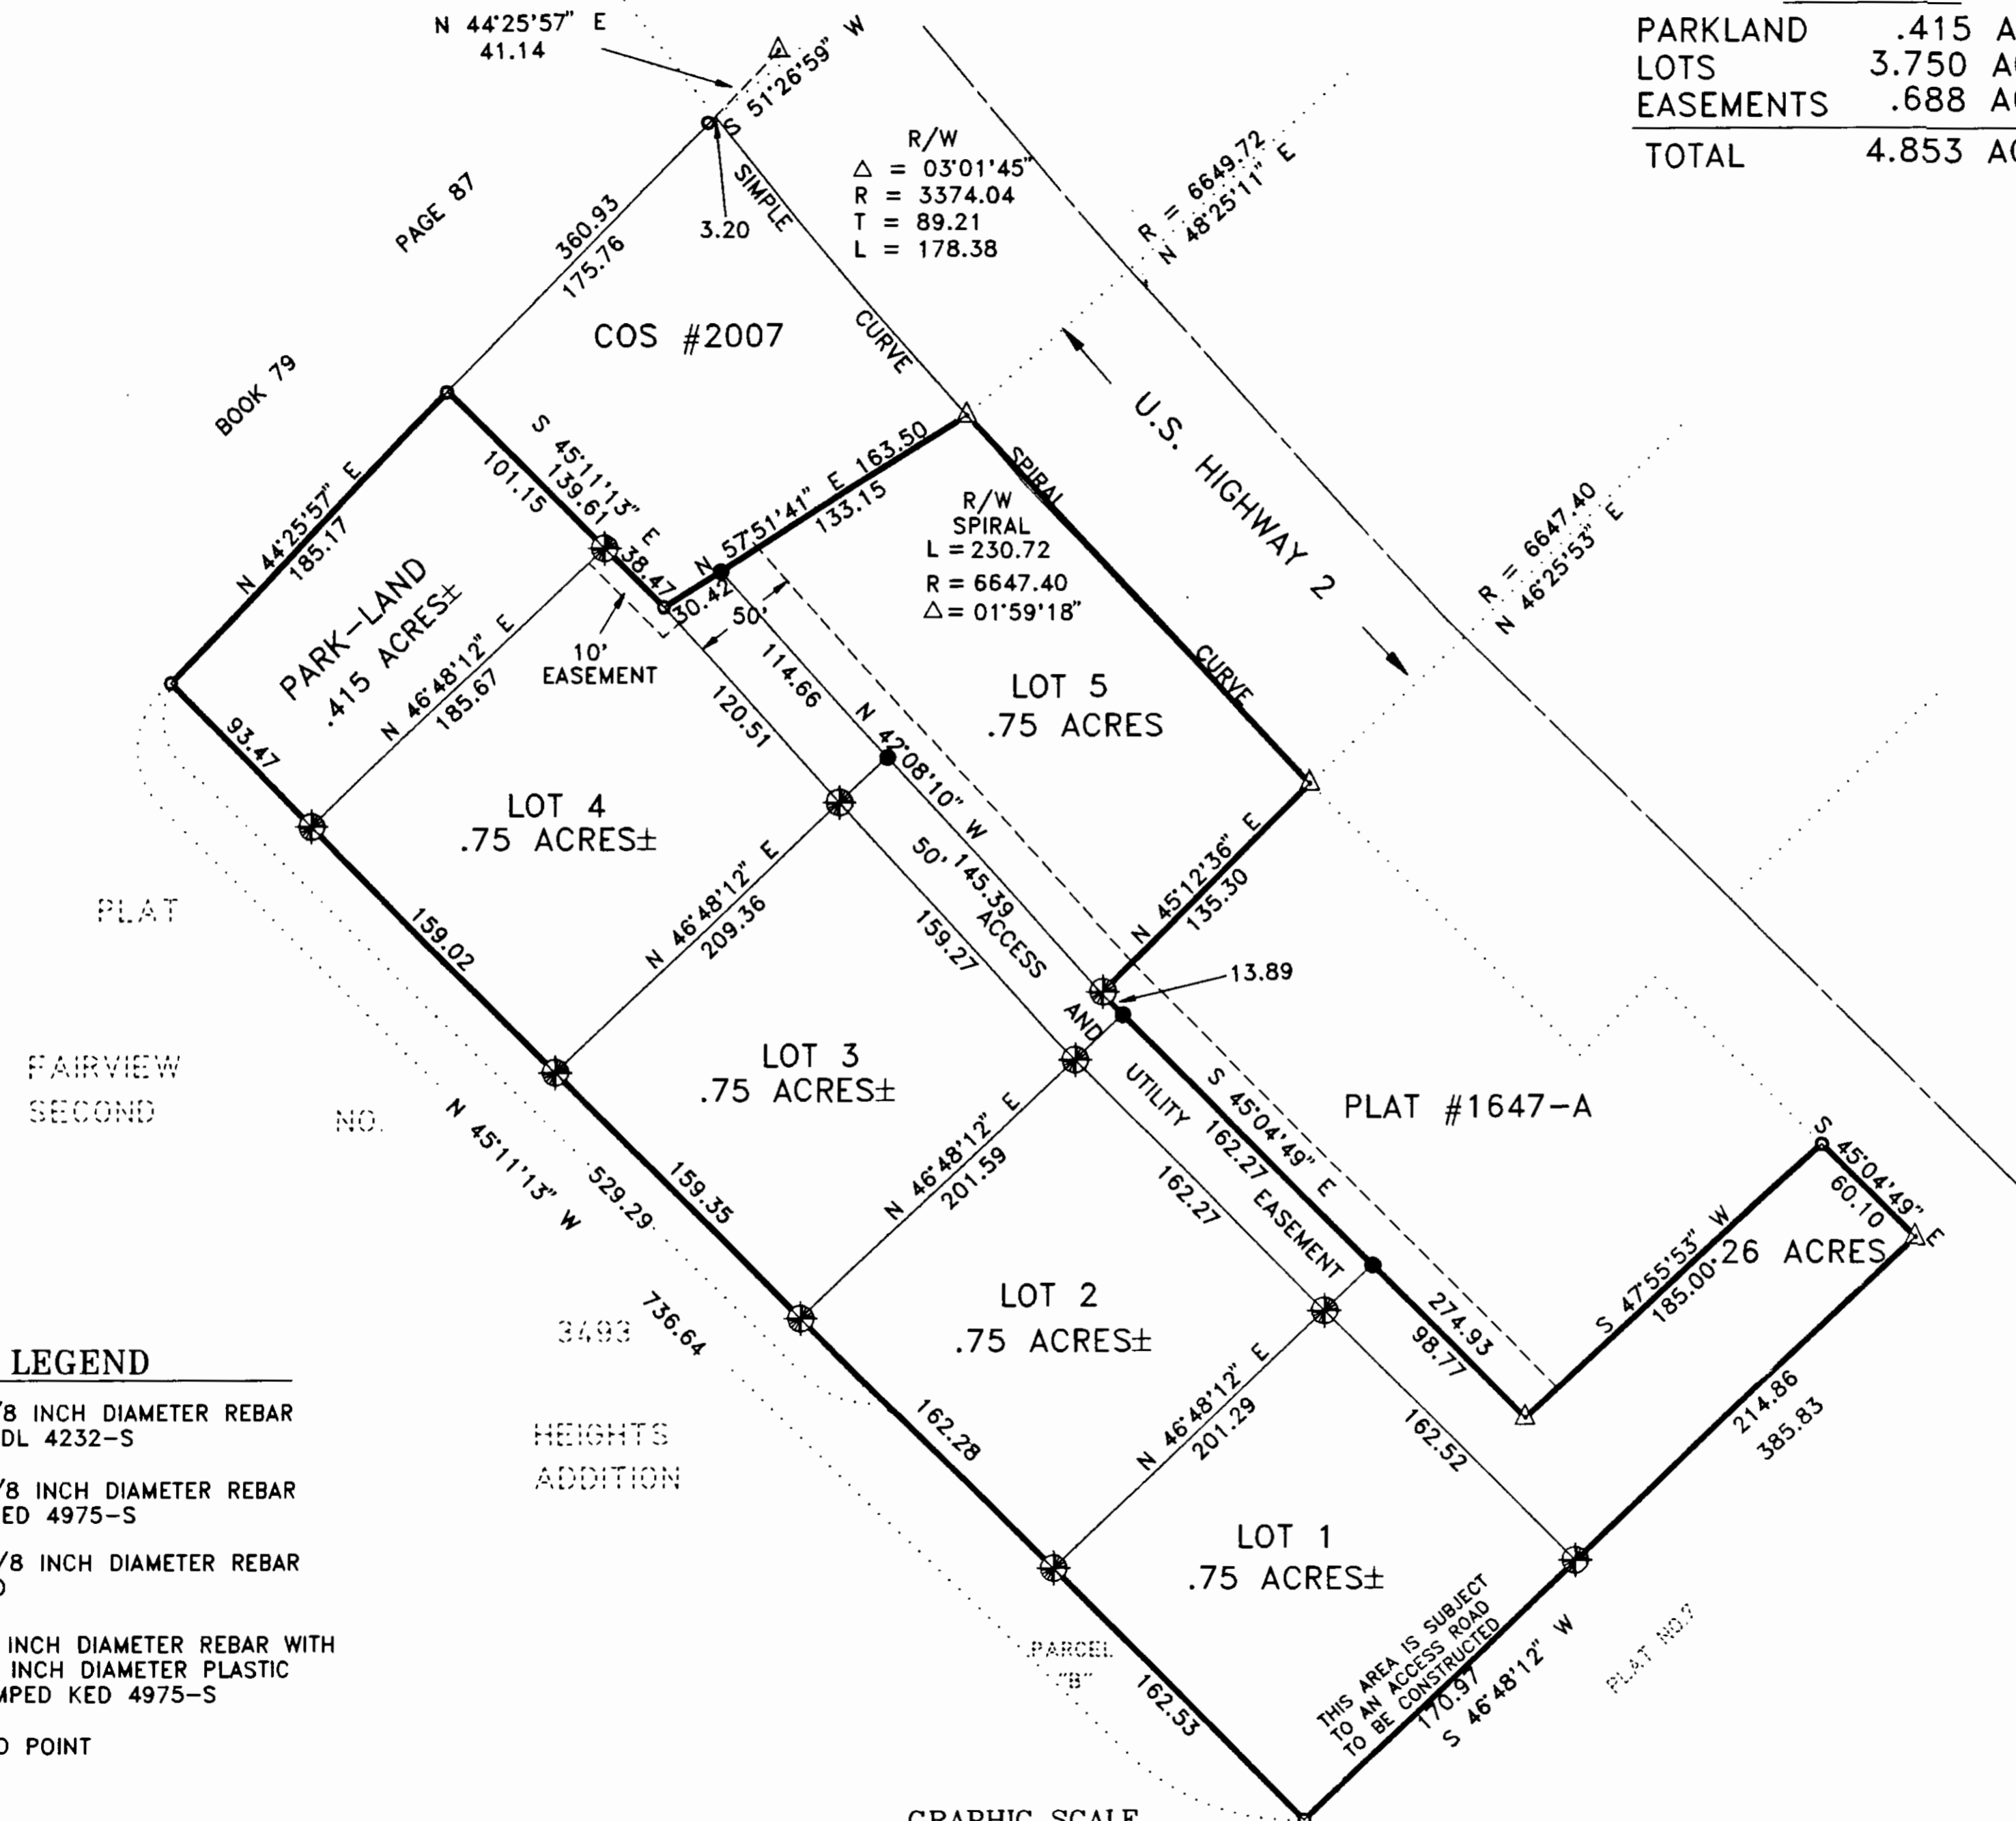 N 44°25'57" E
41.14
S 51°26'59" W
PARKLAND .415
LOTS 3.750
EASEMENTS .688
TOTAL 4.853
R/W
△ = 03°01'45"
R = 3374.04
T = 89.21
L = 178.38
SIMPLE
CURVE
3.20
R = 6649.72
N 48°25'11" E
PAGE 87
360.93
175.76
COS #2007
BOOK 79
U.S. HIGHWAY 2
R = 6647.40
N 46°25'53" E
S 45°11'13" E
139.61
101.15
38.47
N 57°51'41" E 163.50
133.15
30.42
50'
SPIRAL
CURVE
R/W
SPIRAL
L = 230.72
R = 6647.40
△ = 01°59'18"
N 44°25'57" E
185.17
PARK-LAND
.415 ACRES±
N 46°48'12" E
185.67
10'
EASEMENT
93.47
120.51
114.66
N 42°08'10" W
145.39
LOT 5
.75 ACRES
LOT 4
.75 ACRES±
159.02
N 46°48'12" E
209.36
159.27
50' ACCESS
AND
UTILITY
EASEMENT
N 45°12'36" E
135.30
13.89
PLAT
FAIRVIEW
SECOND
NO.
LOT 3
.75 ACRES±
N 45°11'13" W
529.29
736.64
159.35
N 46°48'12" E
201.59
162.27
S 45°04'49" E
162.27
PLAT #1647-A
S 45°04'49" E
60.10
S 47°55'53" W
185.00
.26 ACRES
274.93
98.77
214.86
385.83
3493
HEIGHTS
ADDITION
LOT 2
.75 ACRES±
162.28
N 46°48'12" E
201.29
162.52
LOT 1
.75 ACRES±
162.53
THIS AREA IS SUBJECT
TO AN ACCESS ROAD
TO BE CONSTRUCTED
170.97
S 46°48'12" W
PARCEL
"B"
PLAT NO.?
LEGEND
/8 INCH DIAMETER REBAR
DL 4232-S
/8 INCH DIAMETER REBAR
ED 4975-S
/8 INCH DIAMETER REBAR
INCH DIAMETER REBAR WITH
INCH DIAMETER PLASTIC
MPED KED 4975-S
POINT
GRAPHIC SCALE